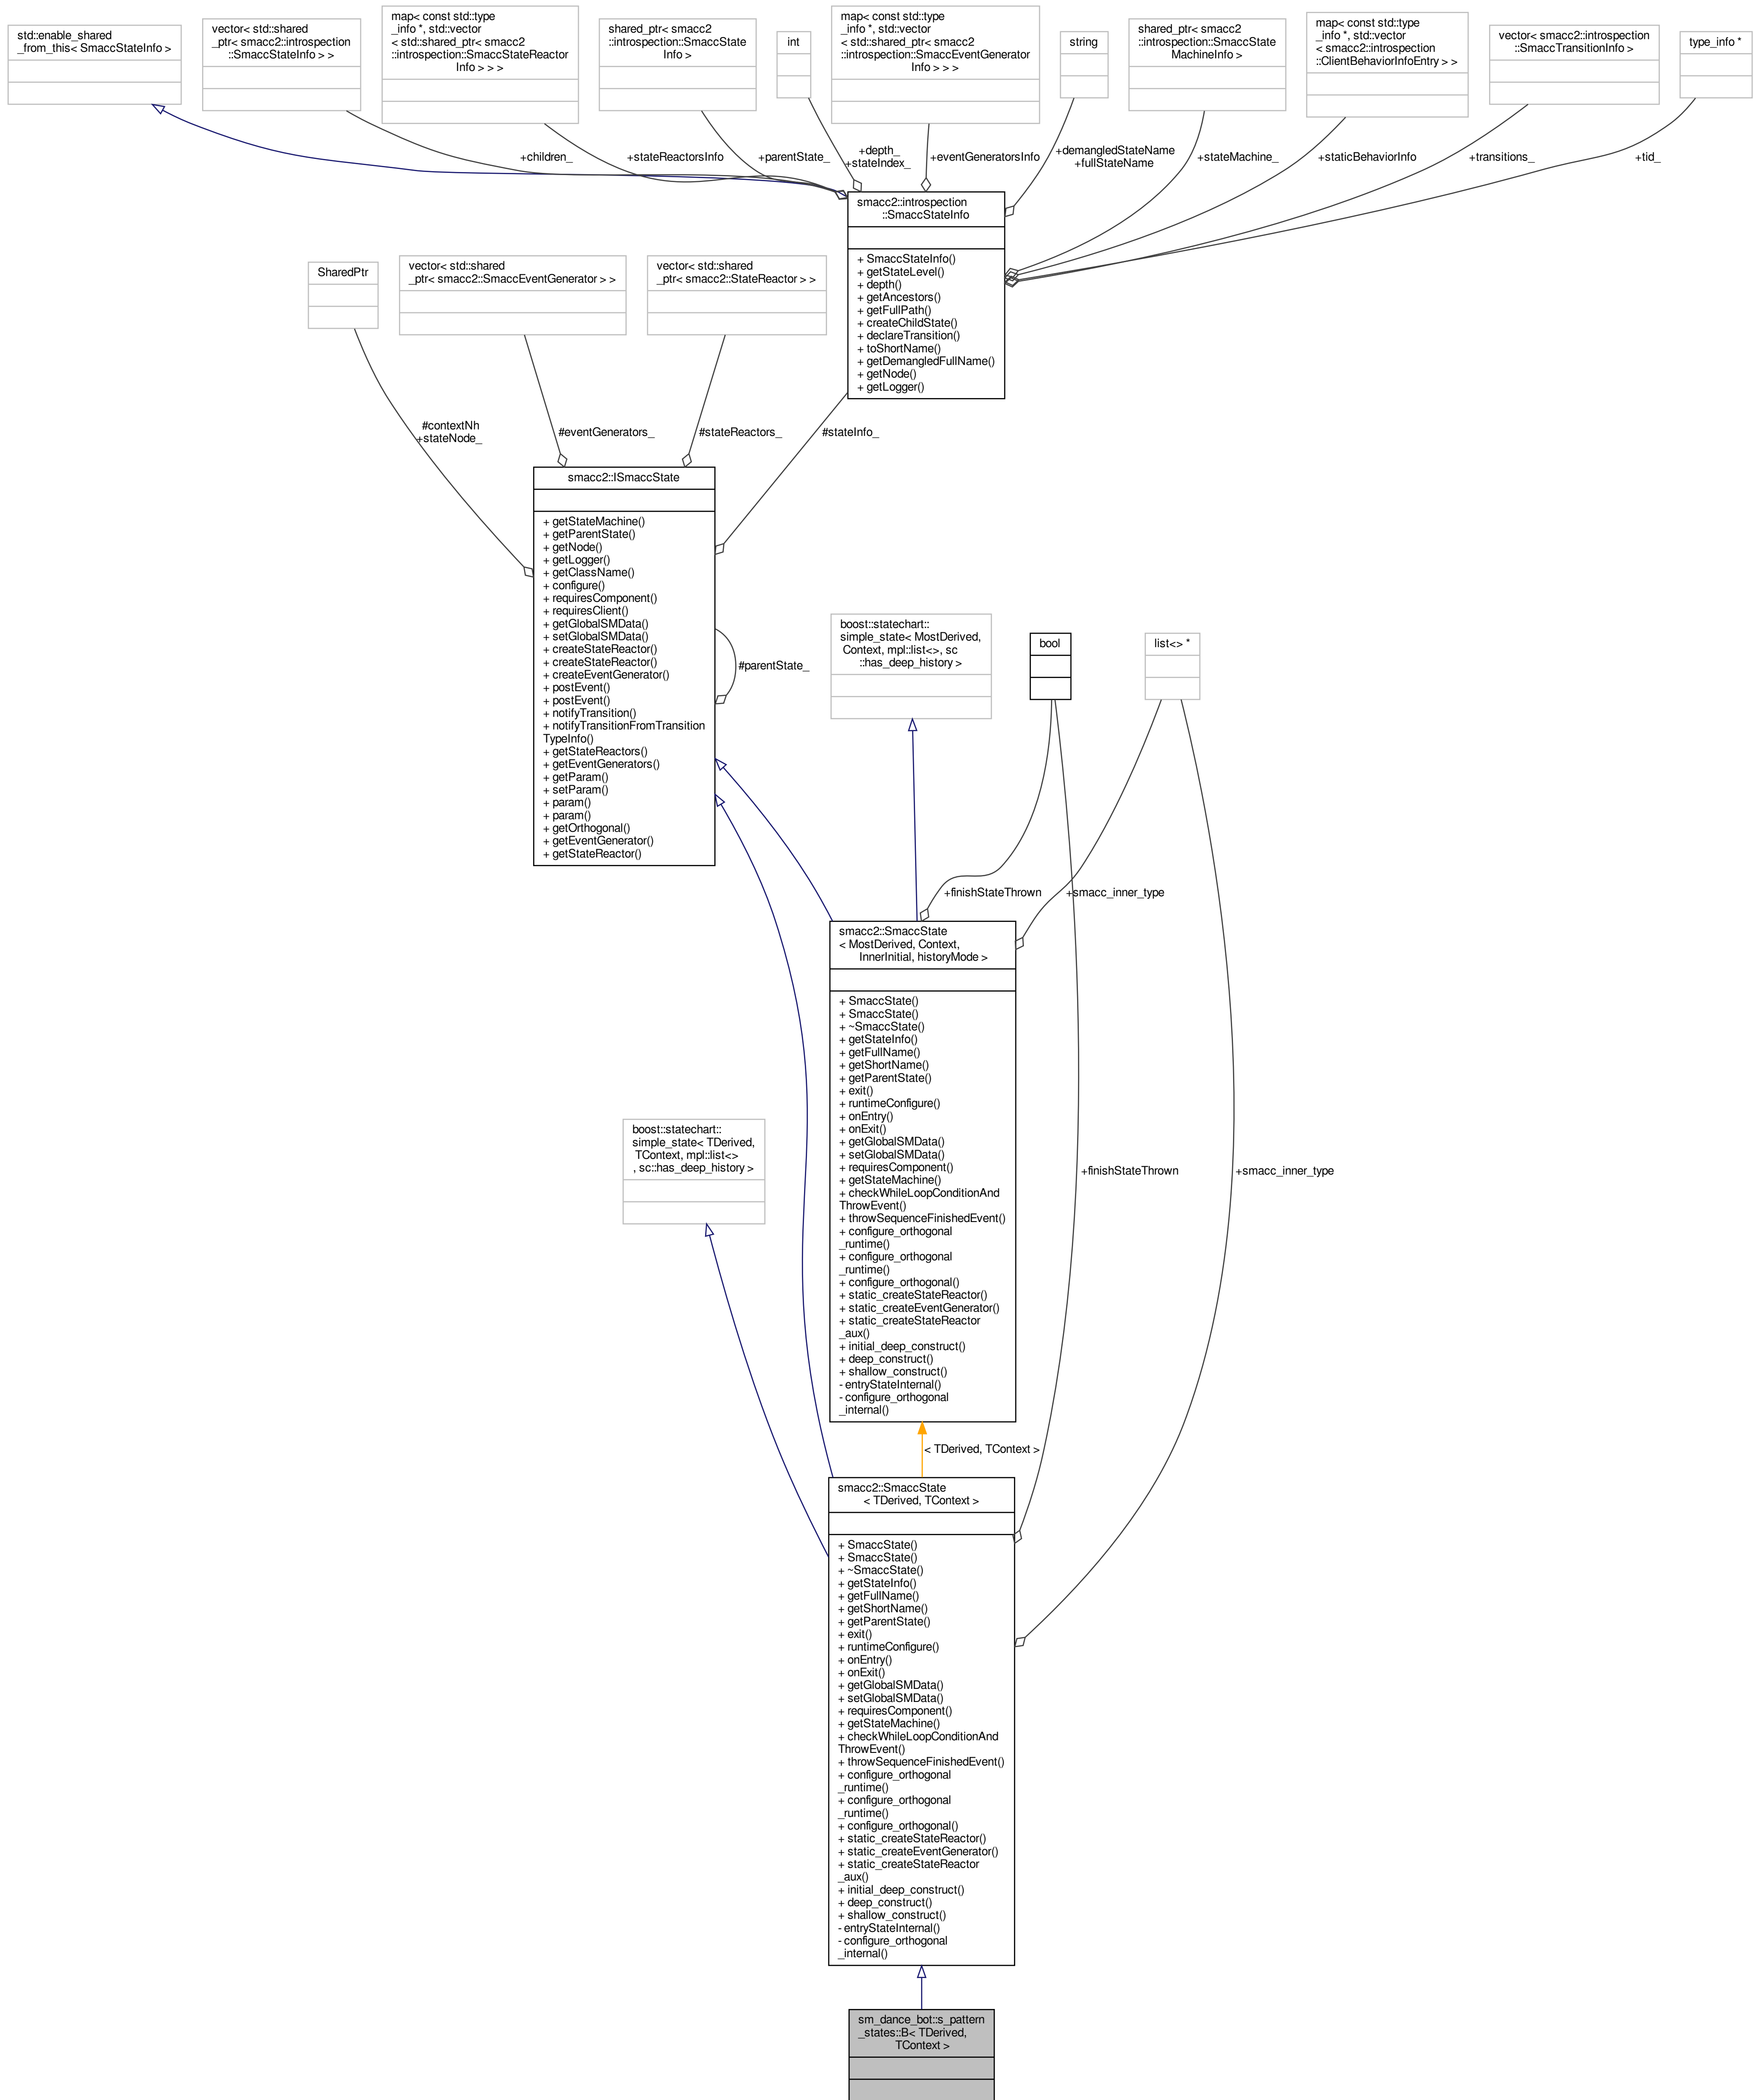 std::enable_shared
_from_this< SmaccStateInfo >
vector< std::shared
_ptr< smacc2::introspection
::SmaccStateInfo > >
map< const std::type
_info *, std::vector
< std::shared_ptr< smacc2
::introspection::SmaccStateReactor
Info > > >
shared_ptr< smacc2
::introspection::SmaccState
Info >
int
map< const std::type
_info *, std::vector
< std::shared_ptr< smacc2
::introspection::SmaccEventGenerator
Info > > >
string
shared_ptr< smacc2
::introspection::SmaccState
MachineInfo >
map< const std::type
_info *, std::vector
< smacc2::introspection
::ClientBehaviorInfoEntry > >
vector< smacc2::introspection
::SmaccTransitionInfo >
type_info *
+children_
+stateReactorsInfo
+parentState_
+depth_
+stateIndex_
+eventGeneratorsInfo
+demangledStateName
+fullStateName
+stateMachine_
+staticBehaviorInfo
+transitions_
+tid_
smacc2::introspection
::SmaccStateInfo
+ SmaccStateInfo()
+ getStateLevel()
+ depth()
+ getAncestors()
+ getFullPath()
+ createChildState()
+ declareTransition()
+ toShortName()
+ getDemangledFullName()
+ getNode()
+ getLogger()
SharedPtr
vector< std::shared
_ptr< smacc2::SmaccEventGenerator > >
vector< std::shared
_ptr< smacc2::StateReactor > >
#contextNh
+stateNode_
#eventGenerators_
#stateReactors_
#stateInfo_
smacc2::ISmaccState
+ getStateMachine()
+ getParentState()
+ getNode()
+ getLogger()
+ getClassName()
+ configure()
+ requiresComponent()
+ requiresClient()
+ getGlobalSMData()
+ setGlobalSMData()
+ createStateReactor()
+ createStateReactor()
+ createEventGenerator()
+ postEvent()
+ postEvent()
+ notifyTransition()
+ notifyTransitionFromTransition
TypeInfo()
+ getStateReactors()
+ getEventGenerators()
+ getParam()
+ setParam()
+ param()
+ param()
+ getOrthogonal()
+ getEventGenerator()
+ getStateReactor()
#parentState_
boost::statechart::
simple_state< MostDerived,
Context, mpl::list<>, sc
::has_deep_history >
bool
list<> *
+finishStateThrown
+smacc_inner_type
smacc2::SmaccState
< MostDerived, Context,
InnerInitial, historyMode >
+ SmaccState()
+ SmaccState()
+ ~SmaccState()
+ getStateInfo()
+ getFullName()
+ getShortName()
+ getParentState()
+ exit()
+ runtimeConfigure()
+ onEntry()
+ onExit()
+ getGlobalSMData()
+ setGlobalSMData()
+ requiresComponent()
+ getStateMachine()
+ checkWhileLoopConditionAnd
ThrowEvent()
+ throwSequenceFinishedEvent()
+ configure_orthogonal
_runtime()
+ configure_orthogonal
_runtime()
+ configure_orthogonal()
+ static_createStateReactor()
+ static_createEventGenerator()
+ static_createStateReactor
_aux()
+ initial_deep_construct()
+ deep_construct()
+ shallow_construct()
- entryStateInternal()
- configure_orthogonal
_internal()
boost::statechart::
simple_state< TDerived,
TContext, mpl::list<>
, sc::has_deep_history >
+finishStateThrown
+smacc_inner_type
< TDerived, TContext >
smacc2::SmaccState
< TDerived, TContext >
+ SmaccState()
+ SmaccState()
+ ~SmaccState()
+ getStateInfo()
+ getFullName()
+ getShortName()
+ getParentState()
+ exit()
+ runtimeConfigure()
+ onEntry()
+ onExit()
+ getGlobalSMData()
+ setGlobalSMData()
+ requiresComponent()
+ getStateMachine()
+ checkWhileLoopConditionAnd
ThrowEvent()
+ throwSequenceFinishedEvent()
+ configure_orthogonal
_runtime()
+ configure_orthogonal
_runtime()
+ configure_orthogonal()
+ static_createStateReactor()
+ static_createEventGenerator()
+ static_createStateReactor
_aux()
+ initial_deep_construct()
+ deep_construct()
+ shallow_construct()
- entryStateInternal()
- configure_orthogonal
_internal()
sm_dance_bot::s_pattern
_states::B< TDerived,
TContext >